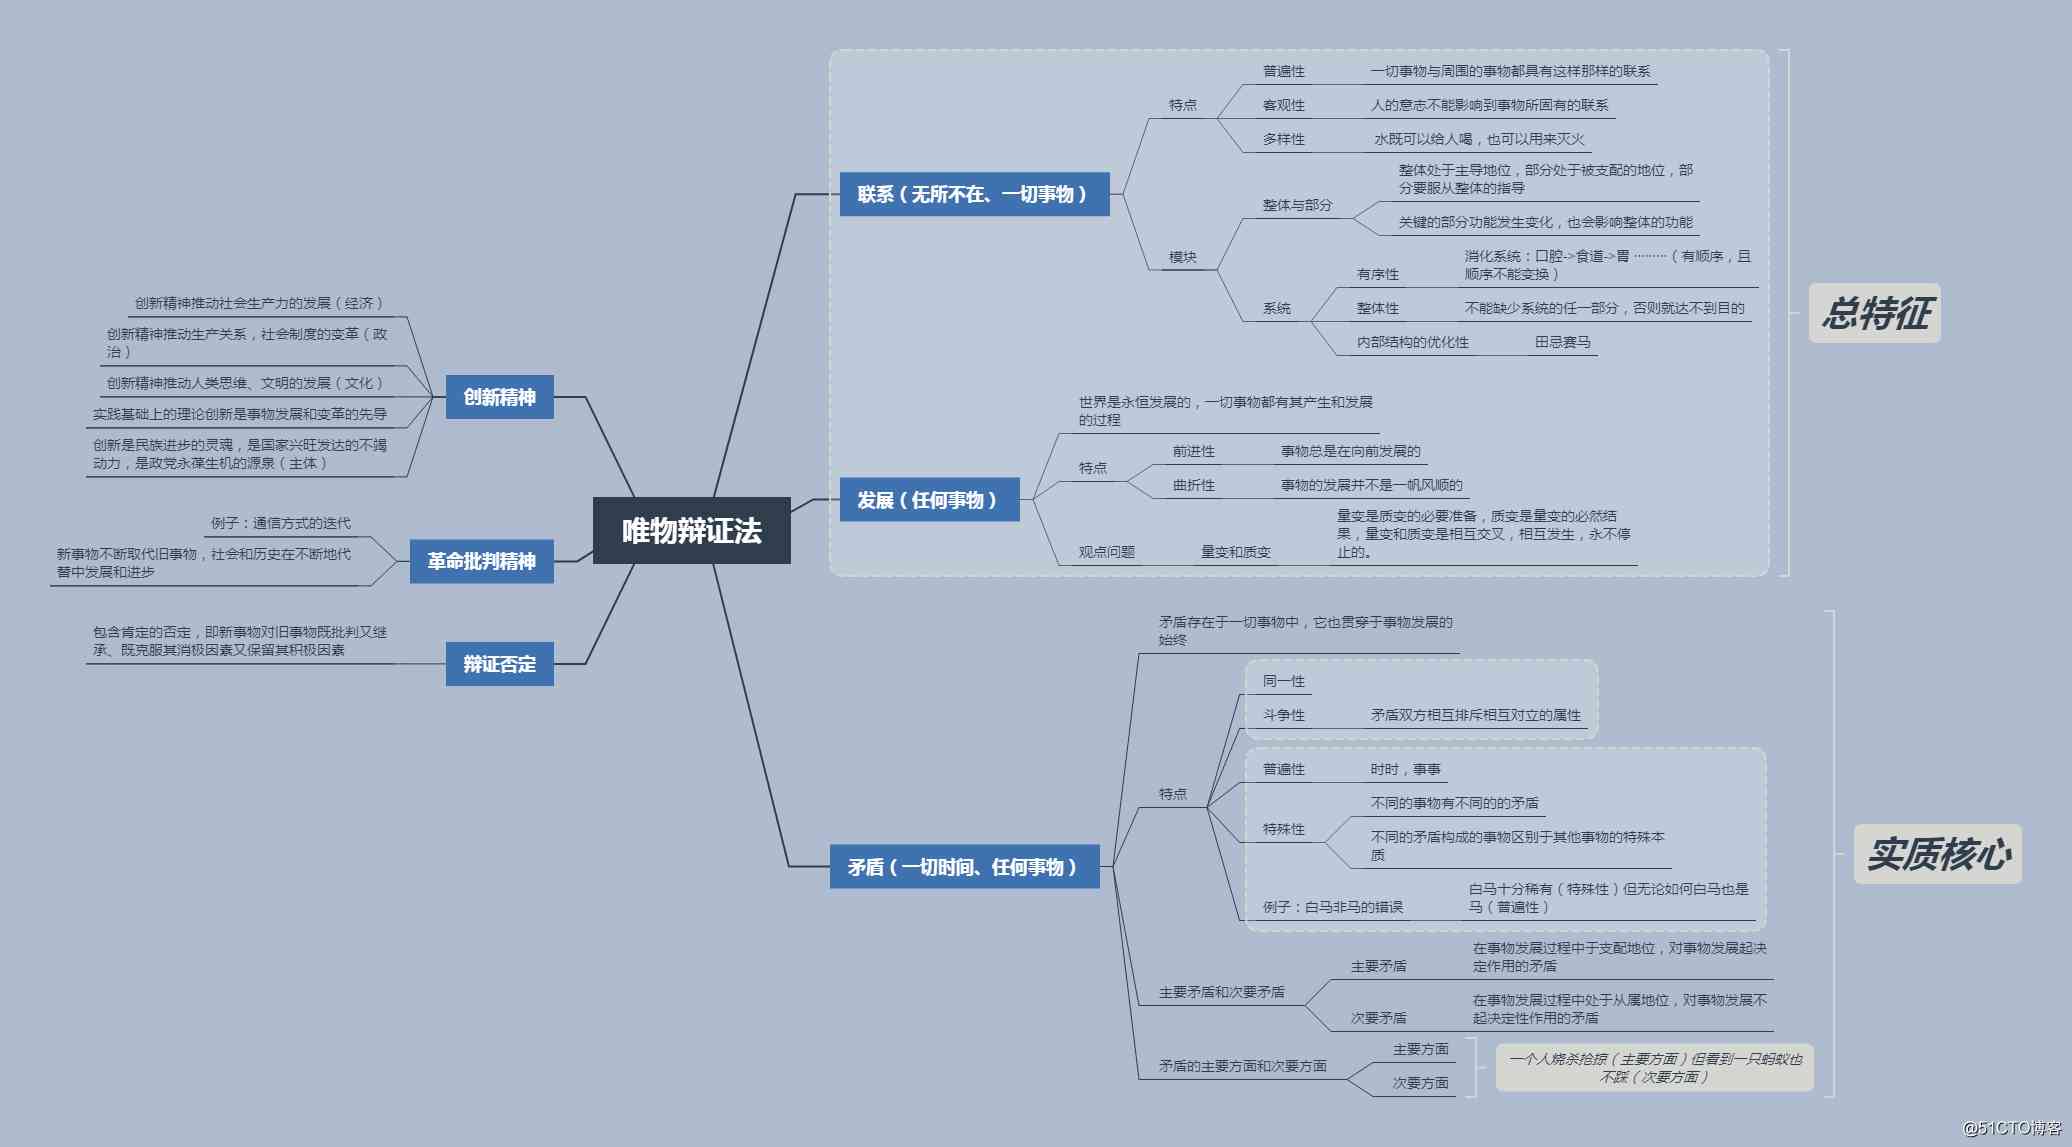 唯物辩证法
联系（无所不在、一切事物）
特点
普遍性
一切事物与周围的事物都具有这样那样的联系
客观性
人的意志不能影响到事物所固有的联系
多样性
水既可以给人喝，也可以用来灭火
模块
整体与部分
整体处于主导地位，部分处于被支配的地位，部
分要服从整体的指导
关键的部分功能发生变化，也会影响整体的功能
系统
有序性
消化系统：口腔->食道->胃 ………（有顺序，且
顺序不能变换）
整体性
不能缺少系统的任一部分，否则就达不到目的
内部结构的优化性
田忌赛马
发展（任何事物）
世界是永恒发展的，一切事物都有其产生和发展
的过程
特点
前进性
事物总是在向前发展的
曲折性
事物的发展并不是一帆风顺的
观点问题
量变和质变
量变是质变的必要准备，质变是量变的必然结
果，量变和质变是相互交叉，相互发生，永不停
止的。
总特征
矛盾（一切时间、任何事物）
矛盾存在于一切事物中，它也贯穿于事物发展的
始终
特点
同一性
斗争性
矛盾双方相互排斥相互对立的属性
普遍性
时时，事事
特殊性
不同的事物有不同的的矛盾
不同的矛盾构成的事物区别于其他事物的特殊本
质
例子：白马非马的错误
白马十分稀有（特殊性）但无论如何白马也是
马（普遍性）
主要矛盾和次要矛盾
主要矛盾
在事物发展过程中于支配地位，对事物发展起决
定作用的矛盾
次要矛盾
在事物发展过程中处于从属地位，对事物发展不
起决定性作用的矛盾
矛盾的主要方面和次要方面
主要方面
次要方面
一个人烧杀抢掠（主要方面）但看到一只蚂蚁也
不踩（次要方面）
实质核心
创新精神
创新精神推动社会生产力的发展（经济）
创新精神推动生产关系，社会制度的变革（政
治）
创新精神推动人类思维、文明的发展（文化）
实践基础上的理论创新是事物发展和变革的先导
创新是民族进步的灵魂，是国家兴旺发达的不竭
动力，是政党永葆生机的源泉（主体）
革命批判精神
例子：通信方式的迭代
新事物不断取代旧事物，社会和历史在不断地代
替中发展和进步
辩证否定
包含肯定的否定，即新事物对旧事物既批判又继
承、既克服其消极因素又保留其积极因素
@51CTO博客